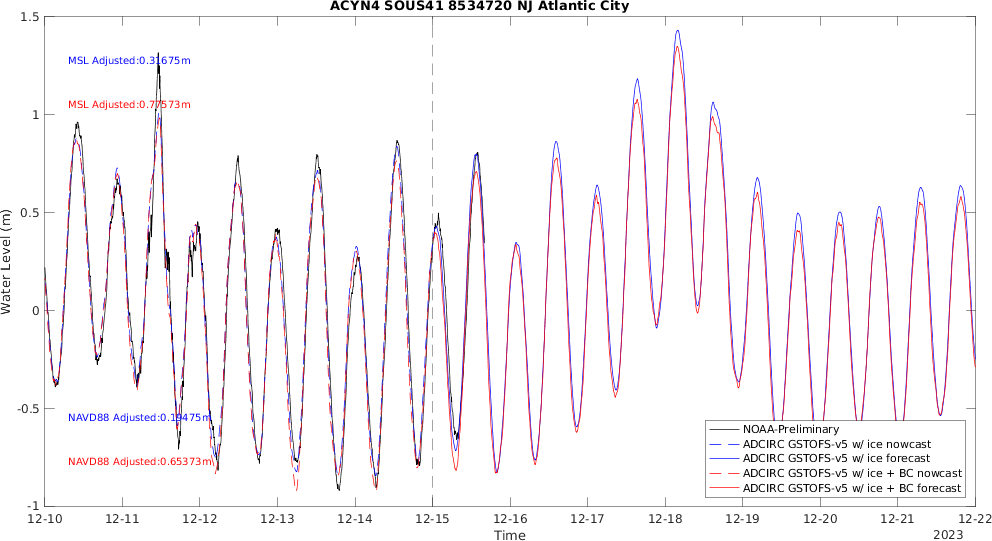 ACYN4 SOUS41 8534720 NJ Atlantic City
1.5
1
0.5
0
-0.5
-1
Water Level (m)
MSL Adjusted:0.31675m
MSL Adjusted:0.77573m
NAVD88 Adjusted:0.19475m
NAVD88 Adjusted:0.65373m
NOAA-Preliminary
ADCIRC GSTOFS-v5 w/ ice nowcast
ADCIRC GSTOFS-v5 w/ ice forecast
ADCIRC GSTOFS-v5 w/ ice + BC nowcast
ADCIRC GSTOFS-v5 w/ ice + BC forecast
12-10 12-11 12-12 12-13 12-14 12-15 12-16 12-17 12-18 12-19 12-20 12-21 12-22
Time
2023